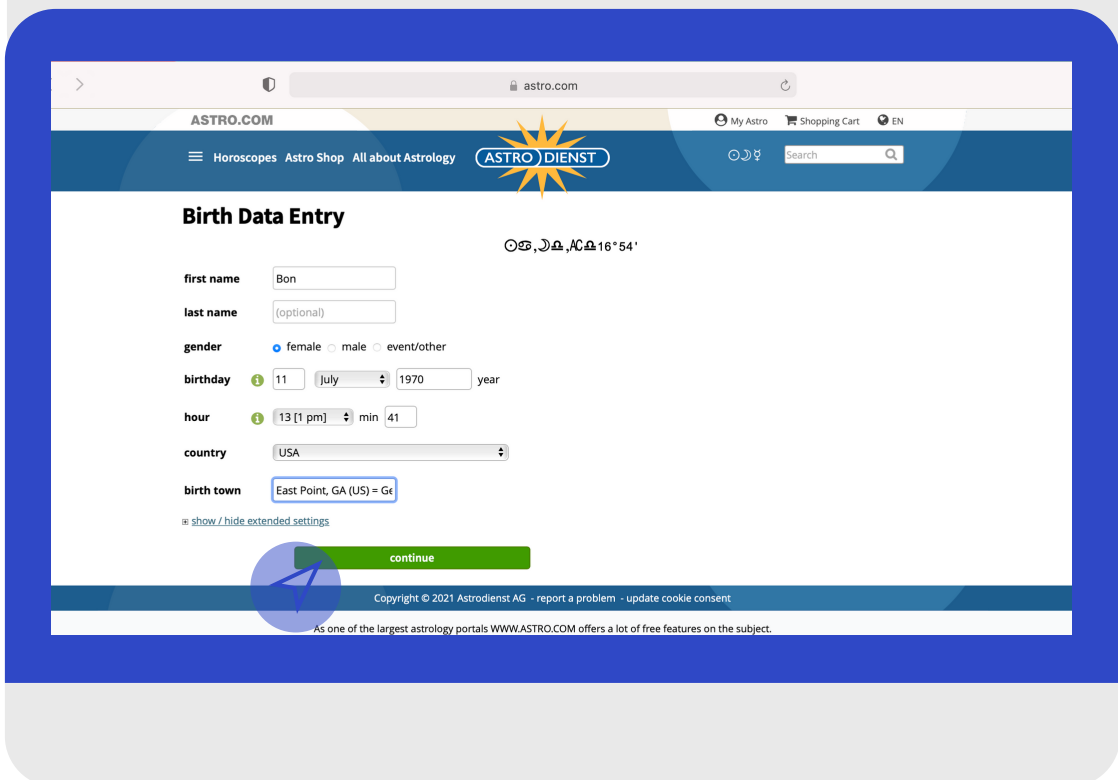 astro.com
ASTRO.COM My Astro Shopping Cart EN
Horoscopes Astro Shop All about Astrology ASTRO DIENST ☉☽☿ Search
Birth Data Entry
☉♋,☽♎,AC♎16°54'
first name Bon
last name (optional)
gender female male event/other
birthday 11 July 1970 year
hour 13 [1 pm] min 41
country USA
birth town East Point, GA (US) = Ge
show / hide extended settings
continue
Copyright © 2021 Astrodienst AG - report a problem - update cookie consent
As one of the largest astrology portals WWW.ASTRO.COM offers a lot of free features on the subject.